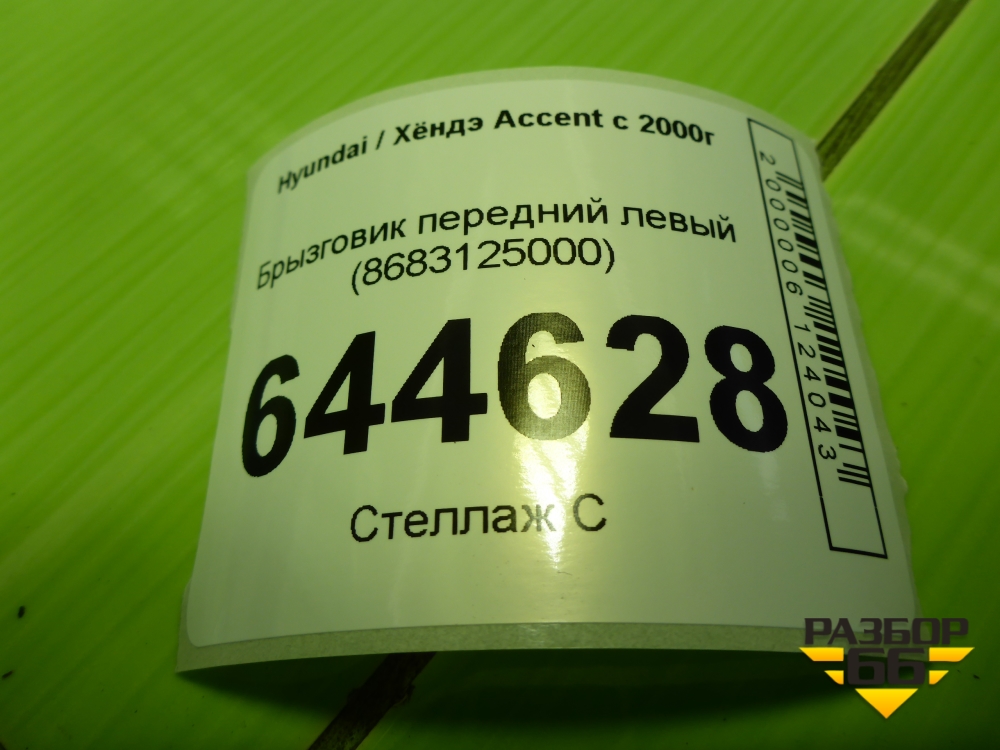 Hyundai / Хёндэ Accent с 2000г
Брызговик передний левый
(8683125000)
644628
Стеллаж С
2000006124043
РАЗБОР
66